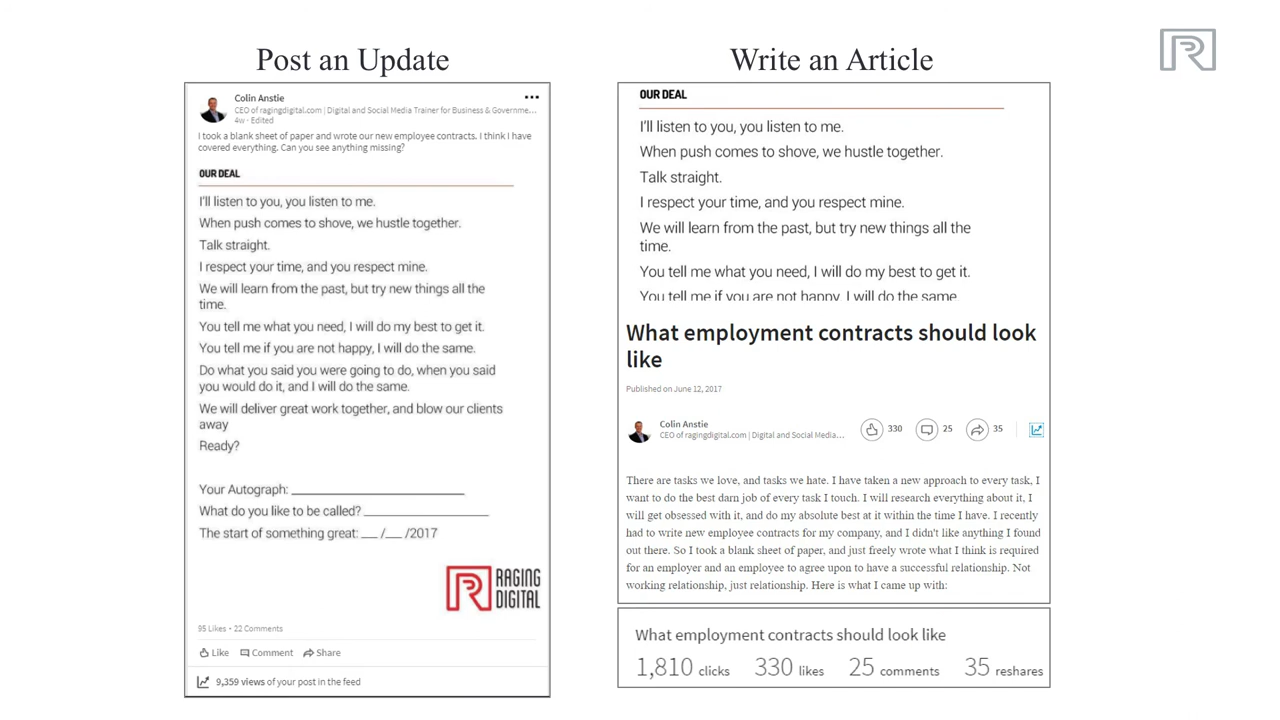 Post an Update
Colin Anstie
CEO of ragingdigital.com | Digital and Social Media Trainer for Business & Governme...
4w · Edited
I took a blank sheet of paper and wrote our new employee contracts. I think I have
covered everything. Can you see anything missing?
OUR DEAL
I'll listen to you, you listen to me.
When push comes to shove, we hustle together.
Talk straight.
I respect your time, and you respect mine.
We will learn from the past, but try new things all the
time.
You tell me what you need, I will do my best to get it.
You tell me if you are not happy, I will do the same.
Do what you said you were going to do, when you said
you would do it, and I will do the same.
We will deliver great work together, and blow our clients
away
Ready?
Your Autograph: ____________________
What do you like to be called? ____________________
The start of something great: __ /__ /2017
RAGING
DIGITAL
95 Likes • 22 Comments
Like Comment Share
9,359 views of your post in the feed
Write an Article
OUR DEAL
I'll listen to you, you listen to me.
When push comes to shove, we hustle together.
Talk straight.
I respect your time, and you respect mine.
We will learn from the past, but try new things all the
time.
You tell me what you need, I will do my best to get it.
You tell me if you are not happy, I will do the same.
What employment contracts should look
like
Published on June 12, 2017
Colin Anstie
CEO of ragingdigital.com | Digital and Social Media...
330 25 35
There are tasks we love, and tasks we hate. I have taken a new approach to every task, I
want to do the best darn job of every task I touch. I will research everything about it, I
will get obsessed with it, and do my absolute best at it within the time I have. I recently
had to write new employee contracts for my company, and I didn't like anything I found
out there. So I took a blank sheet of paper, and just freely wrote what I think is required
for an employer and an employee to agree upon to have a successful relationship. Not
working relationship, just relationship. Here is what I came up with:
What employment contracts should look like
1,810 clicks 330 likes 25 comments 35 reshares